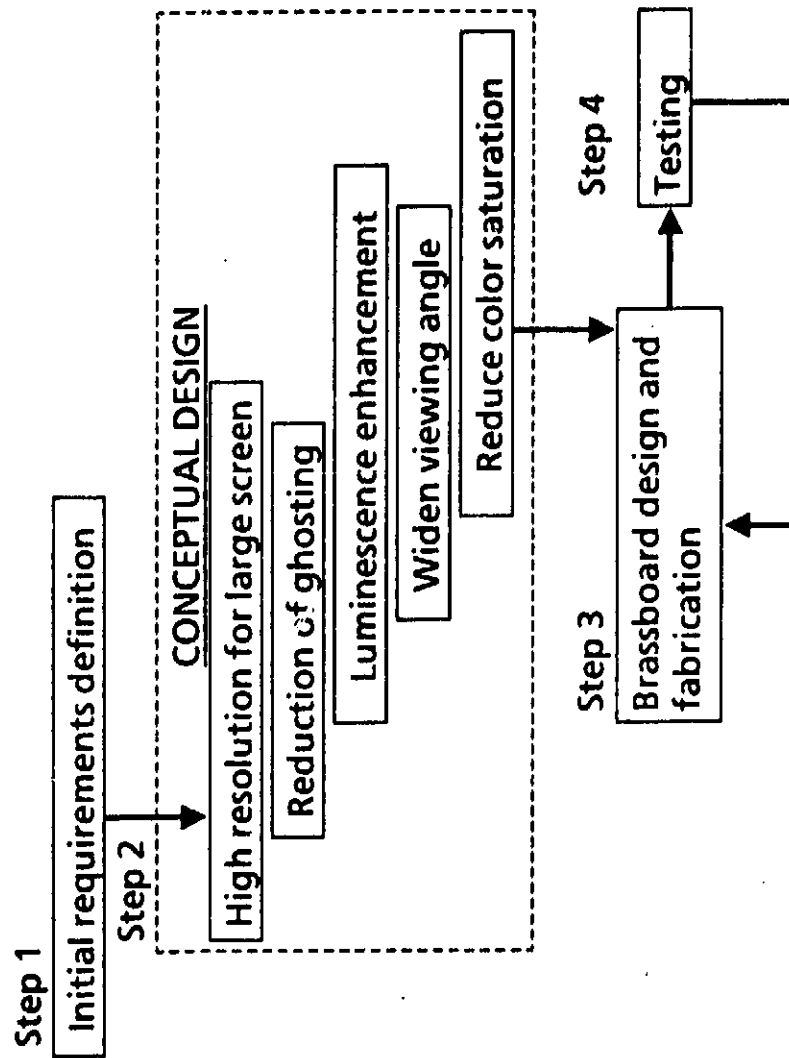 Step 1
Initial requirements definition
Step 2
CONCEPTUAL DESIGN
High resolution for large screen
Reduction of ghosting
Luminescence enhancement
Widen viewing angle
Reduce color saturation
Step 3
Brassboard design and
fabrication
Step 4
Testing